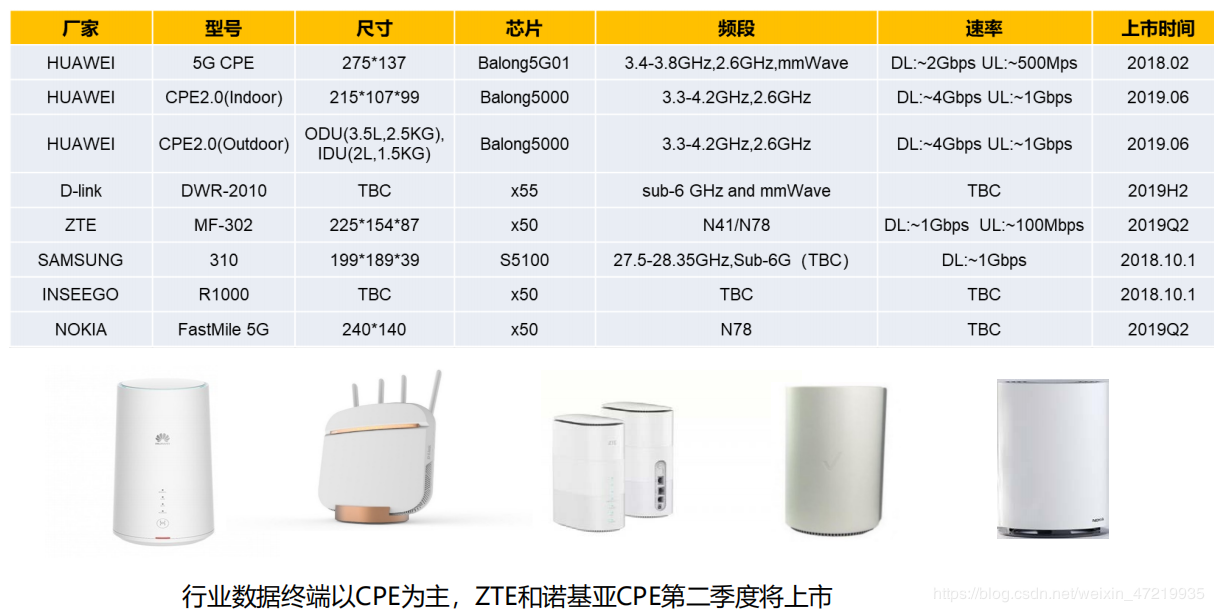 厂家 型号 尺寸 芯片 频段 速率 上市时间
HUAWEI 5G CPE 275*137 Balong5G01 3.4-3.8GHz,2.6GHz,mmWave DL:~2Gbps UL:~500Mps 2018.02
HUAWEI CPE2.0(Indoor) 215*107*99 Balong5000 3.3-4.2GHz,2.6GHz DL:~4Gbps UL:~1Gbps 2019.06
HUAWEI CPE2.0(Outdoor) ODU(3.5L,2.5KG), IDU(2L,1.5KG) Balong5000 3.3-4.2GHz,2.6GHz DL:~4Gbps UL:~1Gbps 2019.06
D-link DWR-2010 TBC x55 sub-6 GHz and mmWave TBC 2019H2
ZTE MF-302 225*154*87 x50 N41/N78 DL:~1Gbps UL:~100Mbps 2019Q2
SAMSUNG 310 199*189*39 S5100 27.5-28.35GHz,Sub-6G（TBC） DL:~1Gbps 2018.10.1
INSEEGO R1000 TBC x50 TBC TBC 2018.10.1
NOKIA FastMile 5G 240*140 x50 N78 TBC 2019Q2
行业数据终端以CPE为主，ZTE和诺基亚CPE第二季度将上市
https://blog.csdn.net/weixin_47219935